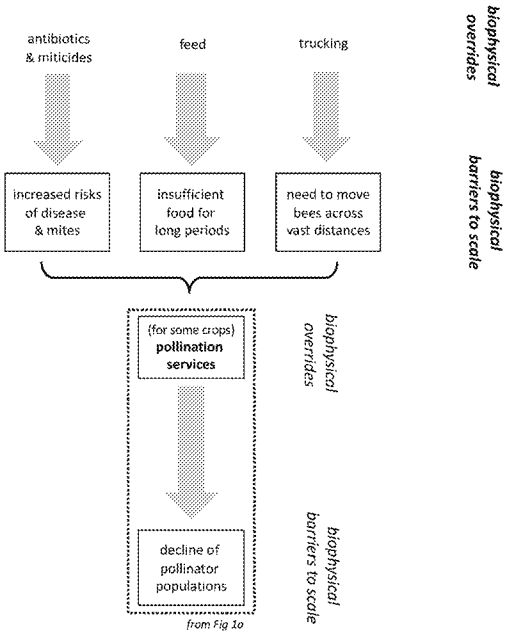 biophysical
overrides
antibiotics
& miticides
feed
trucking
biophysical
barriers to scale
increased risks
of disease
& mites
insufficient
food for
long periods
need to move
bees across
vast distances
(for some crops)
pollination
services
biophysical
overrides
decline of
pollinator
populations
biophysical
barriers to scale
from Fig 1a